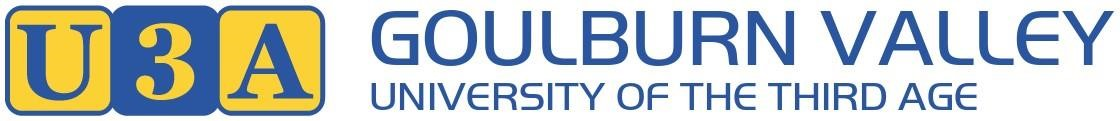 U3A GOULBURN VALLEY
UNIVERSITY OF THE THIRD AGE